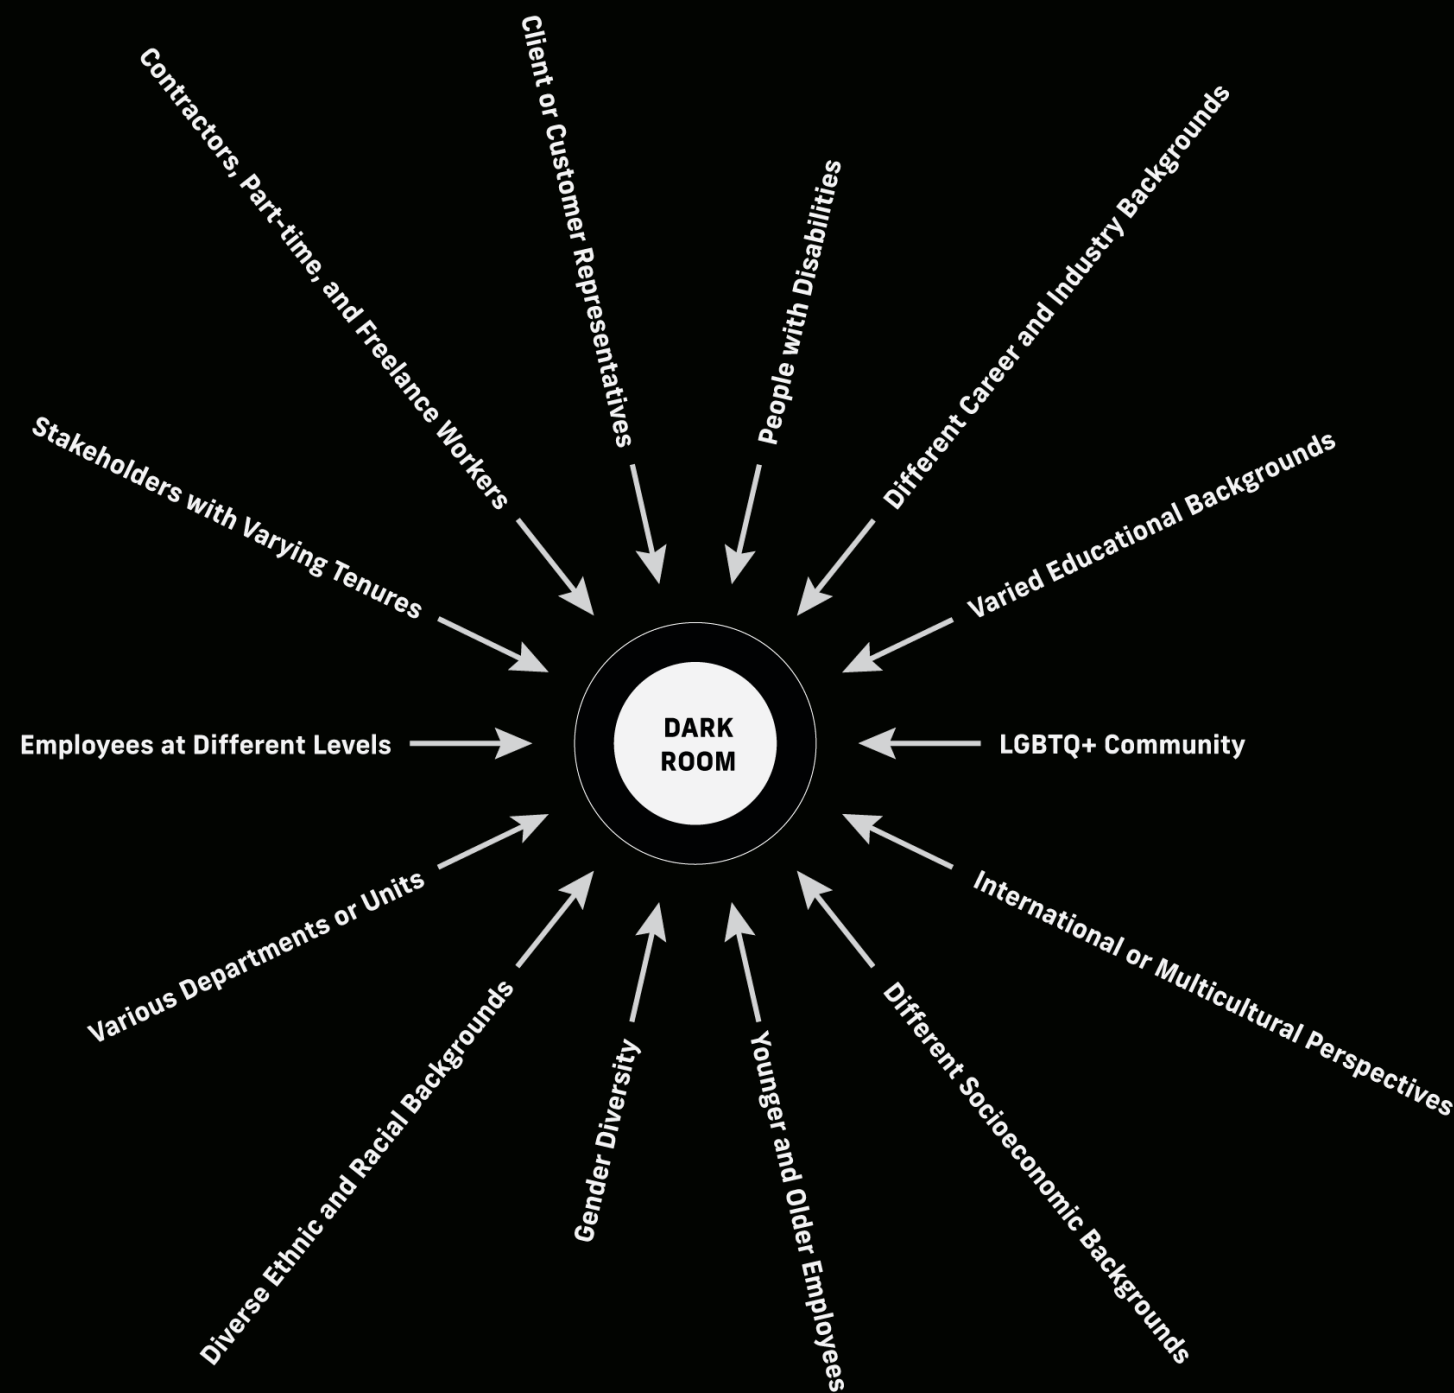 Client or Customer Representatives
People with Disabilities
Different Career and Industry Backgrounds
Varied Educational Backgrounds
LGBTQ+ Community
International or Multicultural Perspectives
Different Socioeconomic Backgrounds
Younger and Older Employees
Gender Diversity
Diverse Ethnic and Racial Backgrounds
Various Departments or Units
Employees at Different Levels
Stakeholders with Varying Tenures
Contractors, Part-time, and Freelance Workers
DARK
ROOM